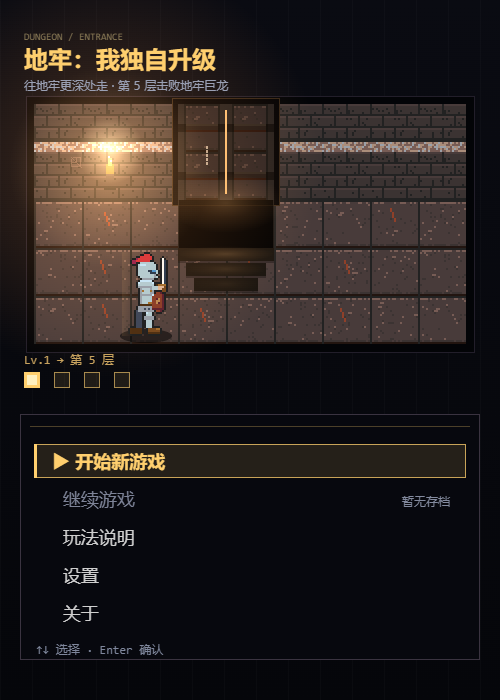 DUNGEON / ENTRANCE
地牢：我独自升级
往地牢更深处走 · 第 5 层击败地牢巨龙
Lv.1 → 第 5 层
▶ 开始新游戏
继续游戏 暂无存档
玩法说明
设置
关于
↑↓ 选择 · Enter 确认